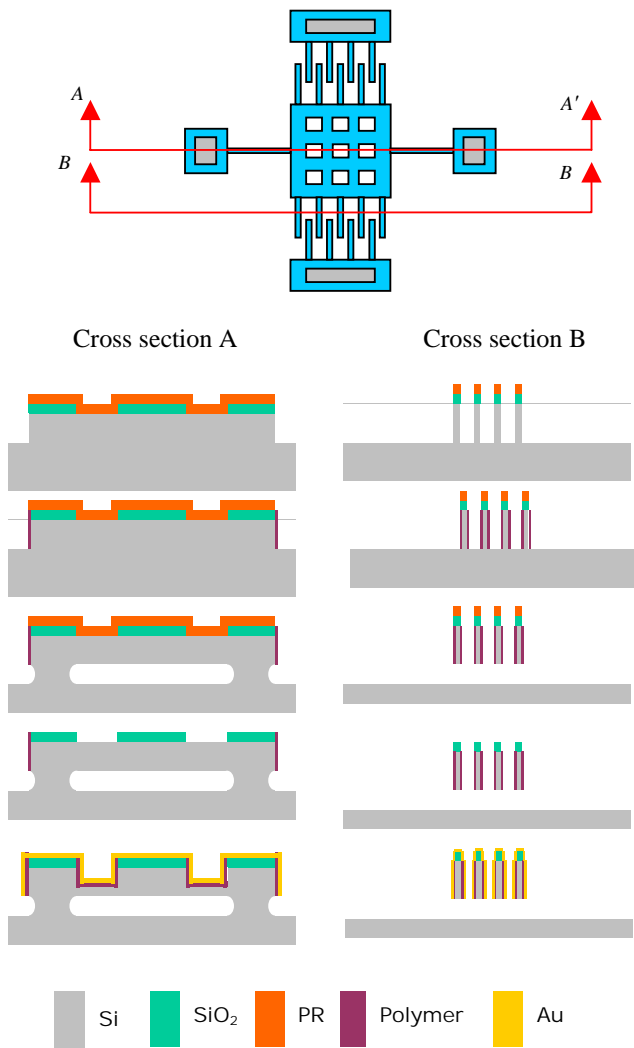 A A'
B B
Cross section A Cross section B
Si SiO₂ PR Polymer Au